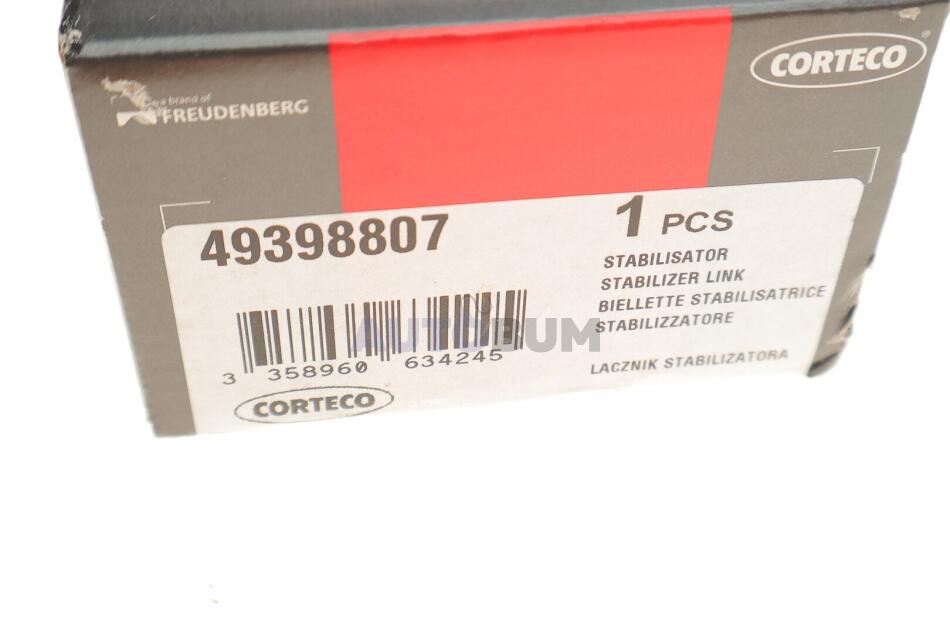 CORTECO®
a brand of
FREUDENBERG
49398807
1 PCS
STABILISATOR
STABILIZER LINK
BIELLETTE STABILISATRICE
STABILIZZATORE
LACZNIK STABILIZATORA
AUTOBUM
3 358960 634245
CORTECO